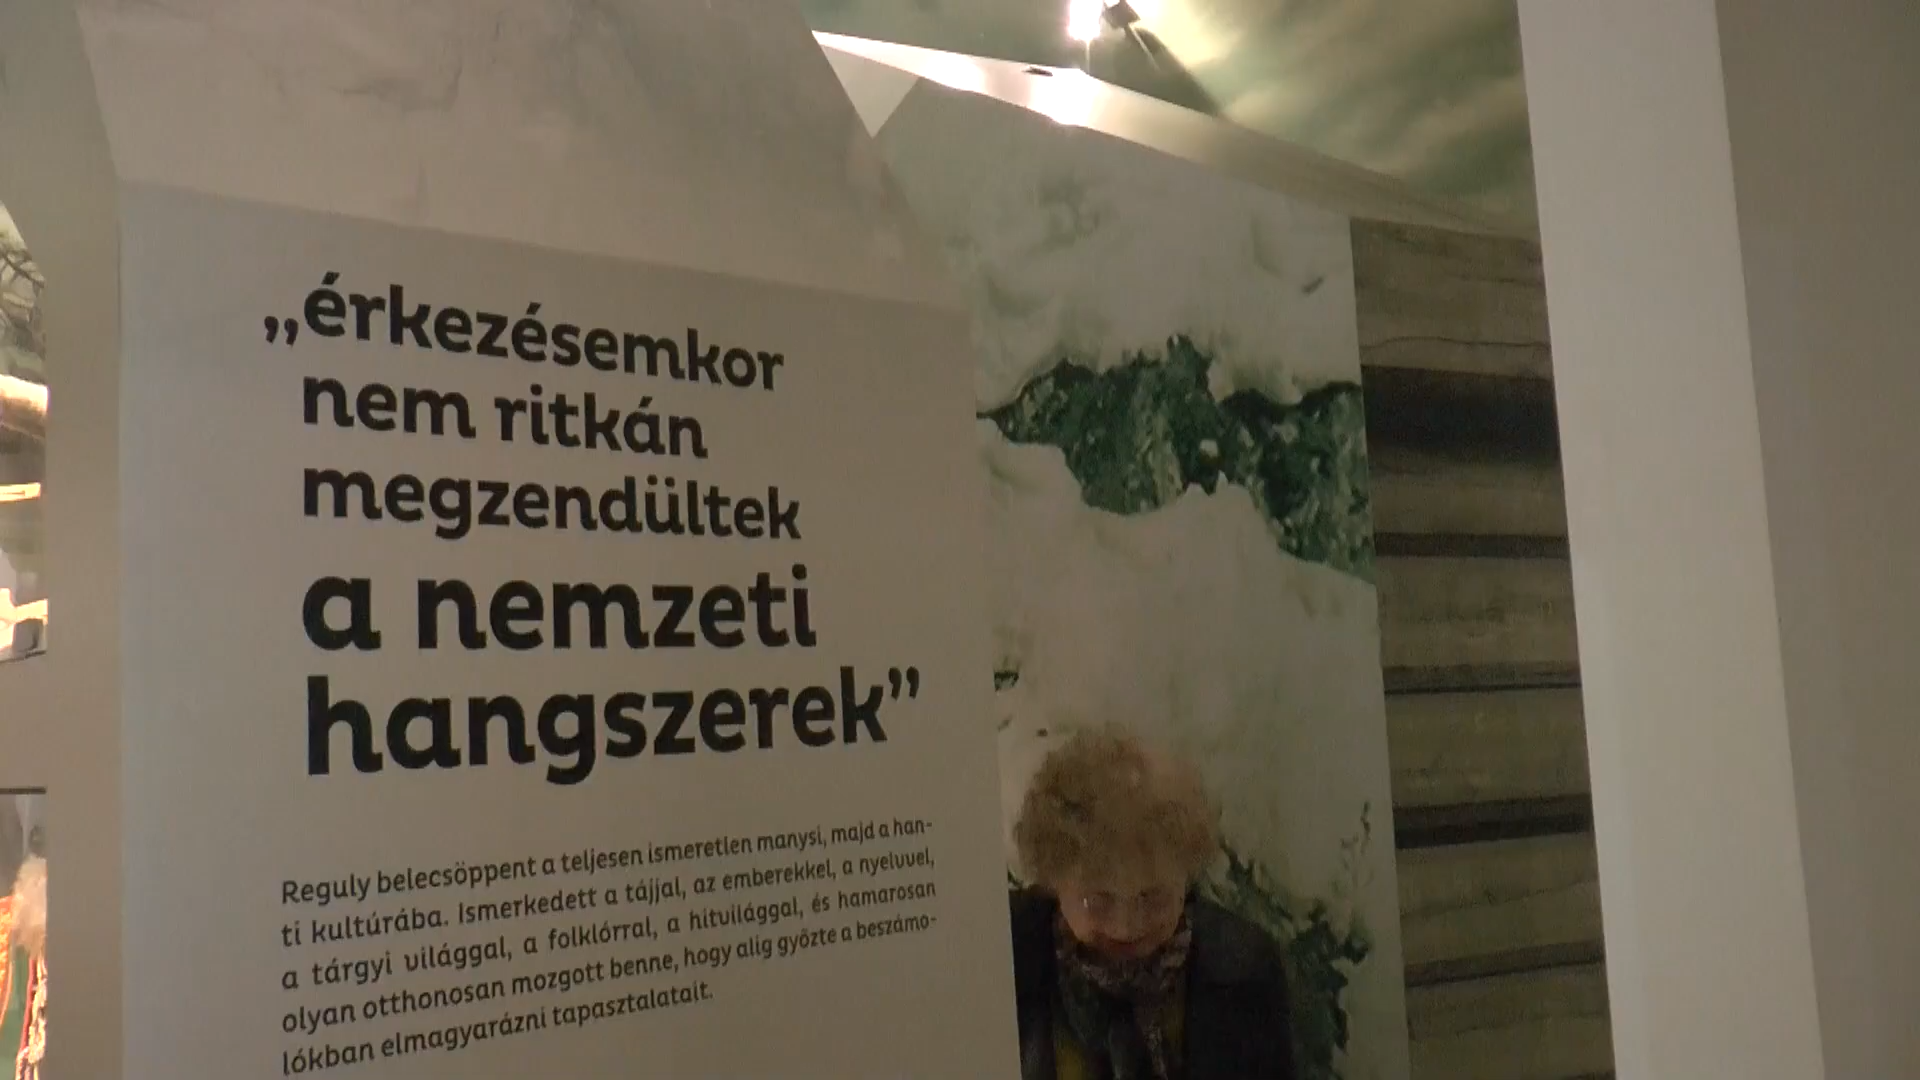 „érkezésemkor
nem ritkán
megzendültek
a nemzeti
hangszerek”
Reguly belecsöppent a teljesen ismeretlen manysi, majd a han-
ti kultúrába. Ismerkedett a tájjal, az emberekkel, a nyelvvel,
a tárgyi világgal, a folklórral, a hitvilággal, és hamarosan
olyan otthonosan mozgott benne, hogy alig győzte a beszámo-
lókban elmagyarázni tapasztalatait.